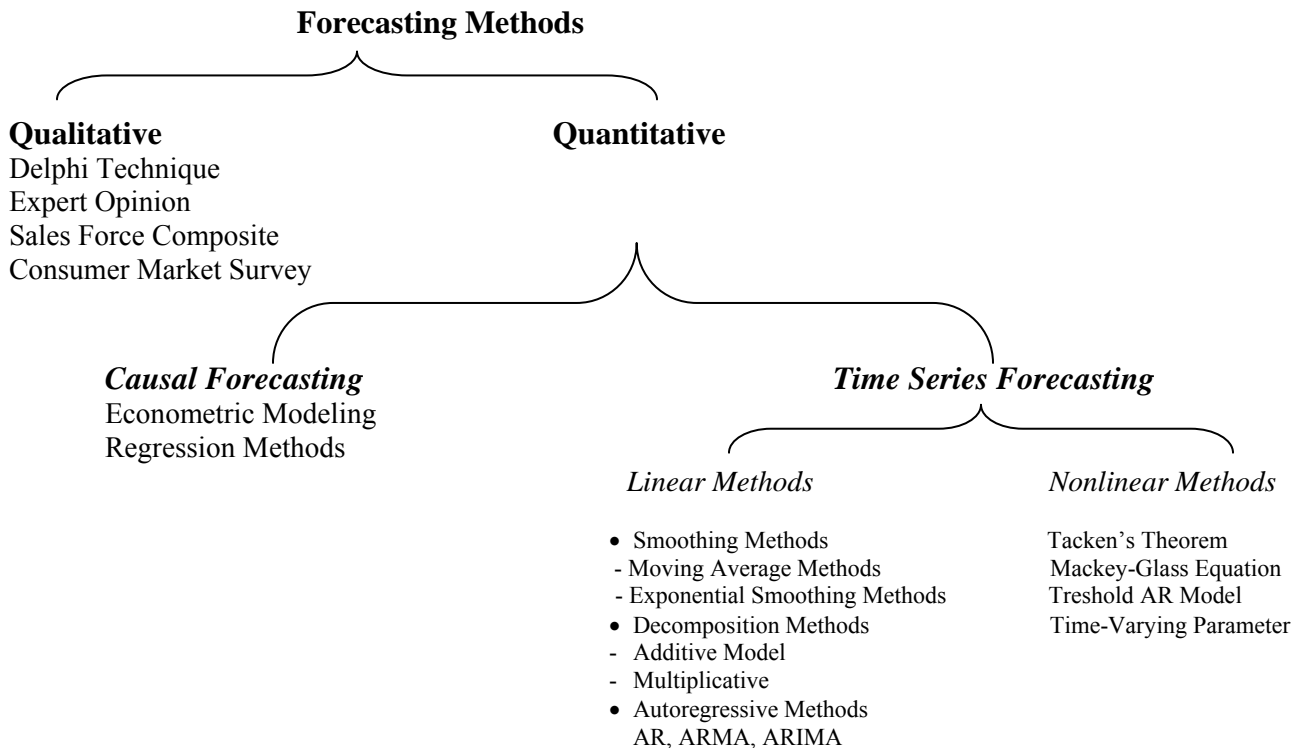 Forecasting Methods
Qualitative
Delphi Technique
Expert Opinion
Sales Force Composite
Consumer Market Survey
Quantitative
Causal Forecasting
Econometric Modeling
Regression Methods
Time Series Forecasting
Linear Methods
• Smoothing Methods
- Moving Average Methods
- Exponential Smoothing Methods
• Decomposition Methods
- Additive Model
- Multiplicative
• Autoregressive Methods
AR, ARMA, ARIMA
Nonlinear Methods
Tacken’s Theorem
Mackey-Glass Equation
Treshold AR Model
Time-Varying Parameter